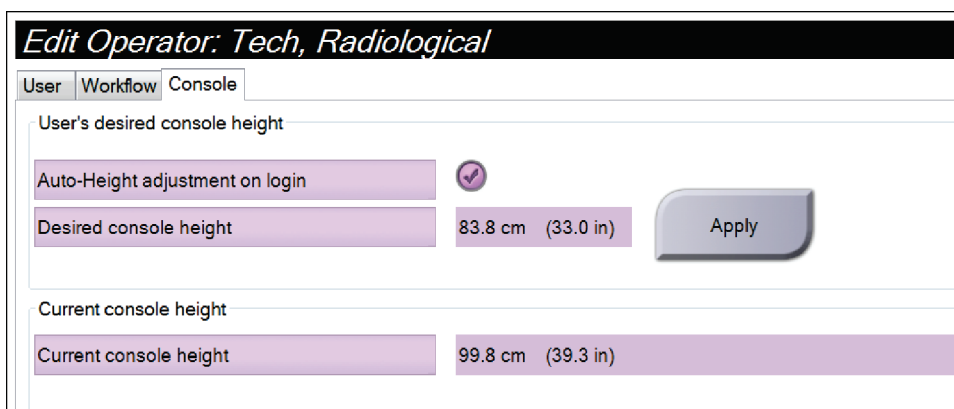 Edit Operator: Tech, Radiological
User Workflow Console
User's desired console height
Auto-Height adjustment on login
Desired console height 83.8 cm (33.0 in) Apply
Current console height
Current console height 99.8 cm (39.3 in)